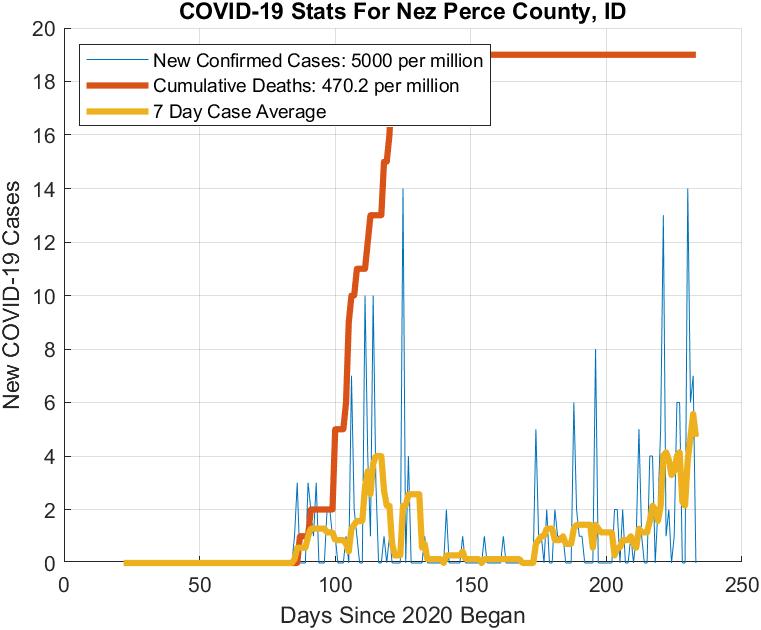 COVID-19 Stats For Nez Perce County, ID
New Confirmed Cases: 5000 per million
Cumulative Deaths: 470.2 per million
7 Day Case Average
New COVID-19 Cases
20
18
16
14
12
10
8
6
4
2
0
0 50 100 150 200 250
Days Since 2020 Began